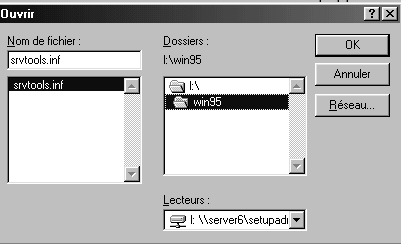 Ouvrir
Nom de fichier :
srvtools.inf
srvtools.inf
Dossiers :
I:\win95
I:\
win95
Lecteurs :
I: \\server6\setupadı
OK
Annuler
Réseau...